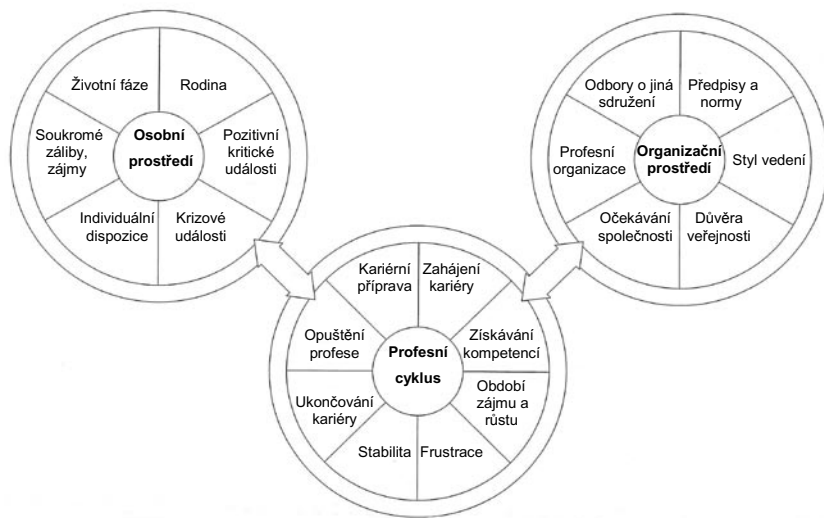 Životní fáze
Rodina
Soukromé
záliby,
zájmy
Osobní
prostředí
Pozitivní
kritické
události
Individuální
dispozice
Krizové
události
Odbory o jiná
sdružení
Předpisy a
normy
Profesní
organizace
Organizační
prostředí
Styl vedení
Očekávání
společnosti
Důvěra
veřejnosti
Kariérní
příprava
Zahájení
kariéry
Opuštění
profese
Profesní
cyklus
Získávání
kompetencí
Ukončování
kariéry
Období
zájmu a
růstu
Stabilita
Frustrace